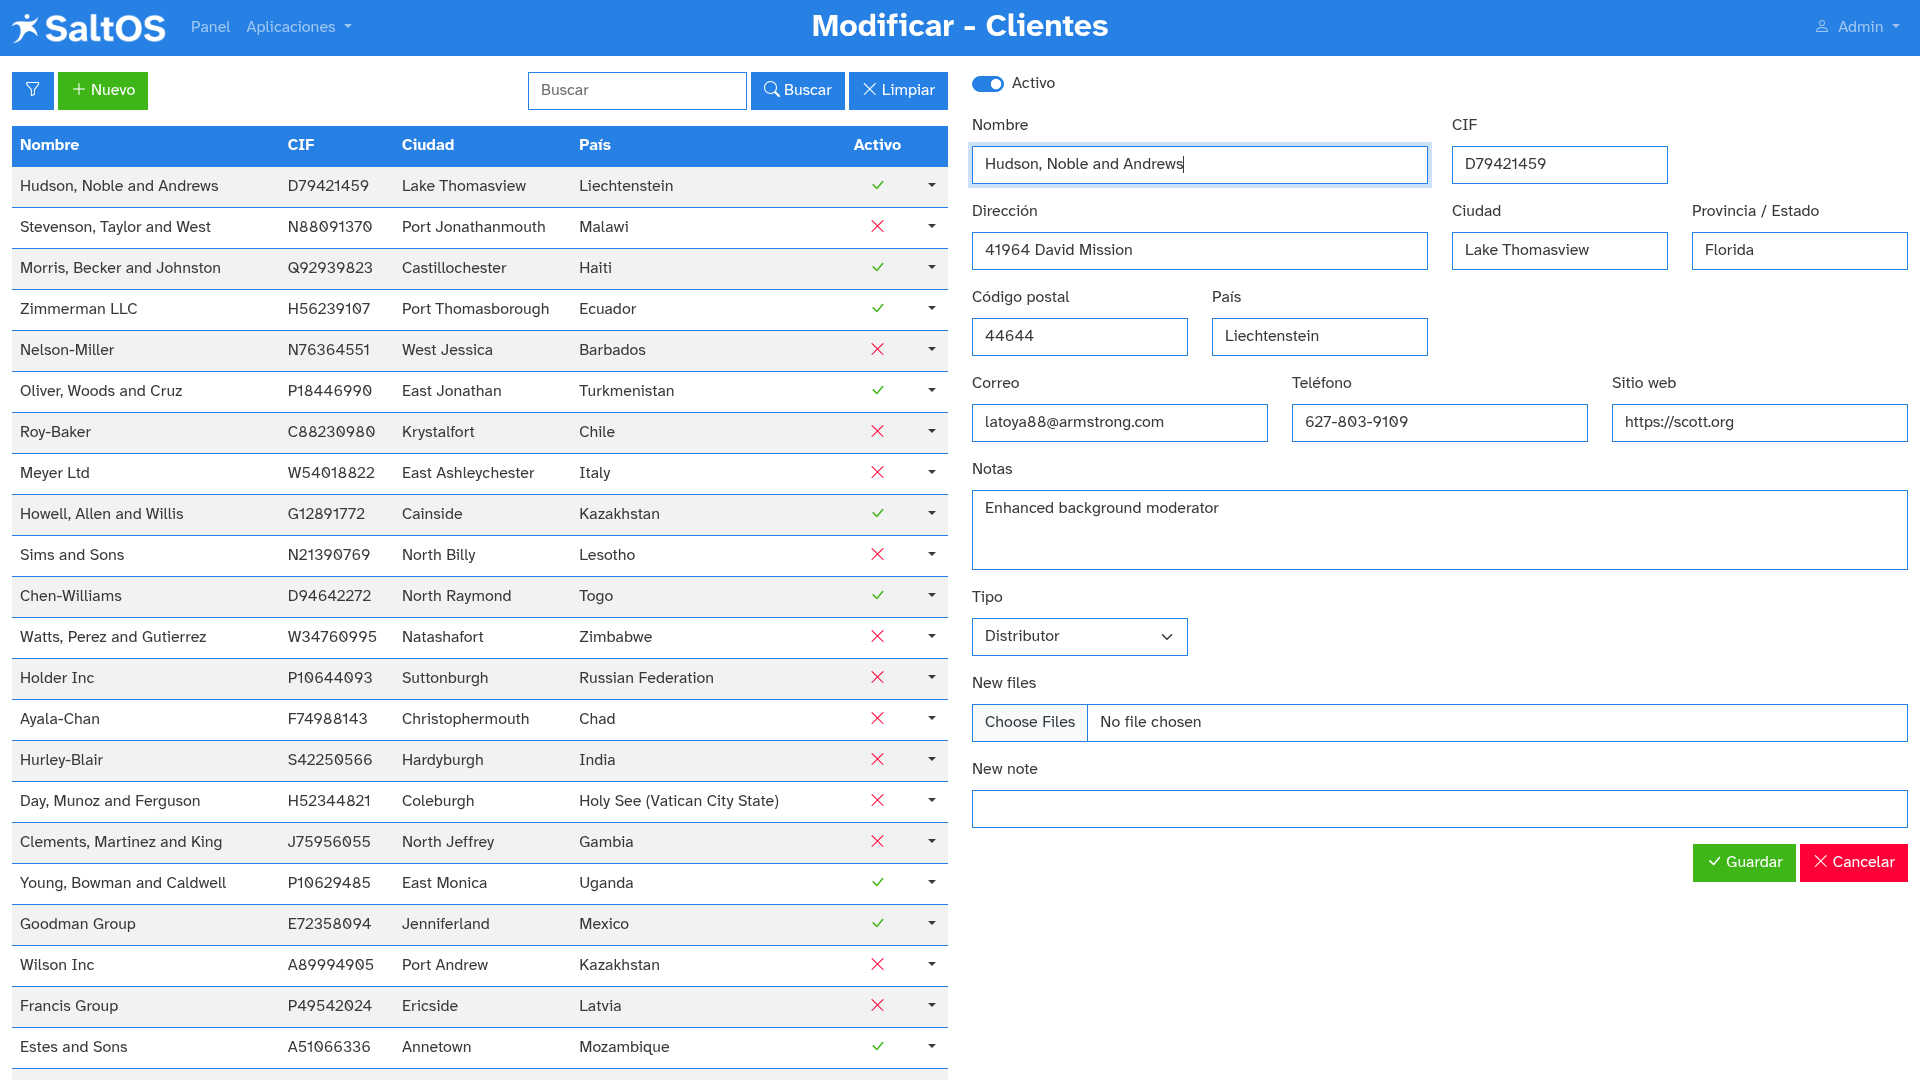 SaltOS Panel Aplicaciones Modificar - Clientes Admin
Nuevo Buscar Buscar Limpiar
Nombre CIF Ciudad País Activo
Hudson, Noble and Andrews D79421459 Lake Thomasview Liechtenstein
Stevenson, Taylor and West N88091370 Port Jonathanmouth Malawi
Morris, Becker and Johnston Q92939823 Castillochester Haiti
Zimmerman LLC H56239107 Port Thomasborough Ecuador
Nelson-Miller N76364551 West Jessica Barbados
Oliver, Woods and Cruz P18446990 East Jonathan Turkmenistan
Roy-Baker C88230980 Krystalfort Chile
Meyer Ltd W54018822 East Ashleychester Italy
Howell, Allen and Willis G12891772 Cainside Kazakhstan
Sims and Sons N21390769 North Billy Lesotho
Chen-Williams D94642272 North Raymond Togo
Watts, Perez and Gutierrez W34760995 Natashafort Zimbabwe
Holder Inc P10644093 Suttonburgh Russian Federation
Ayala-Chan F74988143 Christophermouth Chad
Hurley-Blair S42250566 Hardyburgh India
Day, Munoz and Ferguson H52344821 Coleburgh Holy See (Vatican City State)
Clements, Martinez and King J75956055 North Jeffrey Gambia
Young, Bowman and Caldwell P10629485 East Monica Uganda
Goodman Group E72358094 Jenniferland Mexico
Wilson Inc A89994905 Port Andrew Kazakhstan
Francis Group P49542024 Ericside Latvia
Estes and Sons A51066336 Annetown Mozambique
Activo
Nombre CIF
Hudson, Noble and Andrews D79421459
Dirección Ciudad Provincia / Estado
41964 David Mission Lake Thomasview Florida
Código postal País
44644 Liechtenstein
Correo Teléfono Sitio web
latoya88@armstrong.com 627-803-9109 https://scott.org
Notas
Enhanced background moderator
Tipo
Distributor
New files
Choose Files No file chosen
New note
Guardar Cancelar